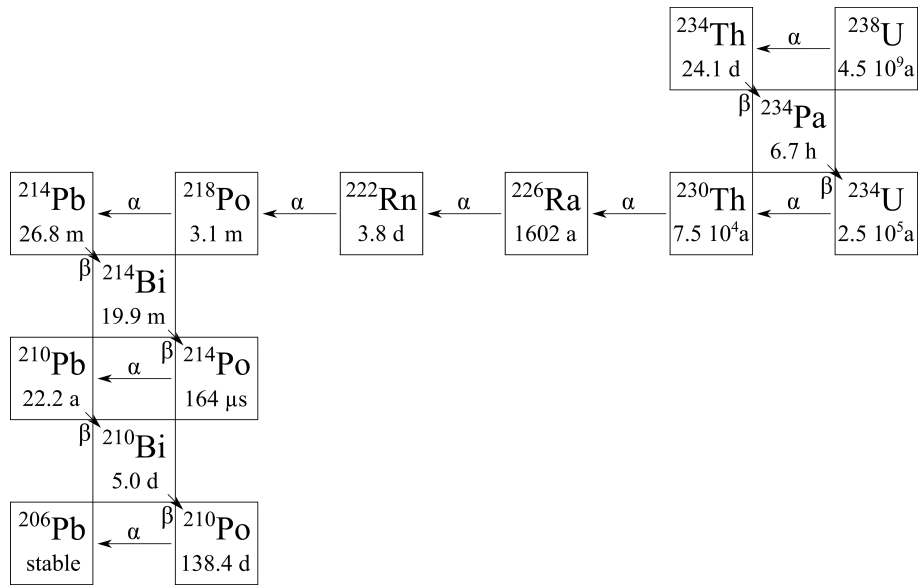 ²³⁴Th α ²³⁸U
24.1 d 4.5 10⁹a
β ²³⁴Pa
6.7 h
²¹⁴Pb α ²¹⁸Po α ²²²Rn α ²²⁶Ra α ²³⁰Th α β ²³⁴U
26.8 m 3.1 m 3.8 d 1602 a 7.5 10⁴a 2.5 10⁵a
β ²¹⁴Bi
19.9 m
²¹⁰Pb α β ²¹⁴Po
22.2 a 164 µs
β ²¹⁰Bi
5.0 d
²⁰⁶Pb α β ²¹⁰Po
stable 138.4 d